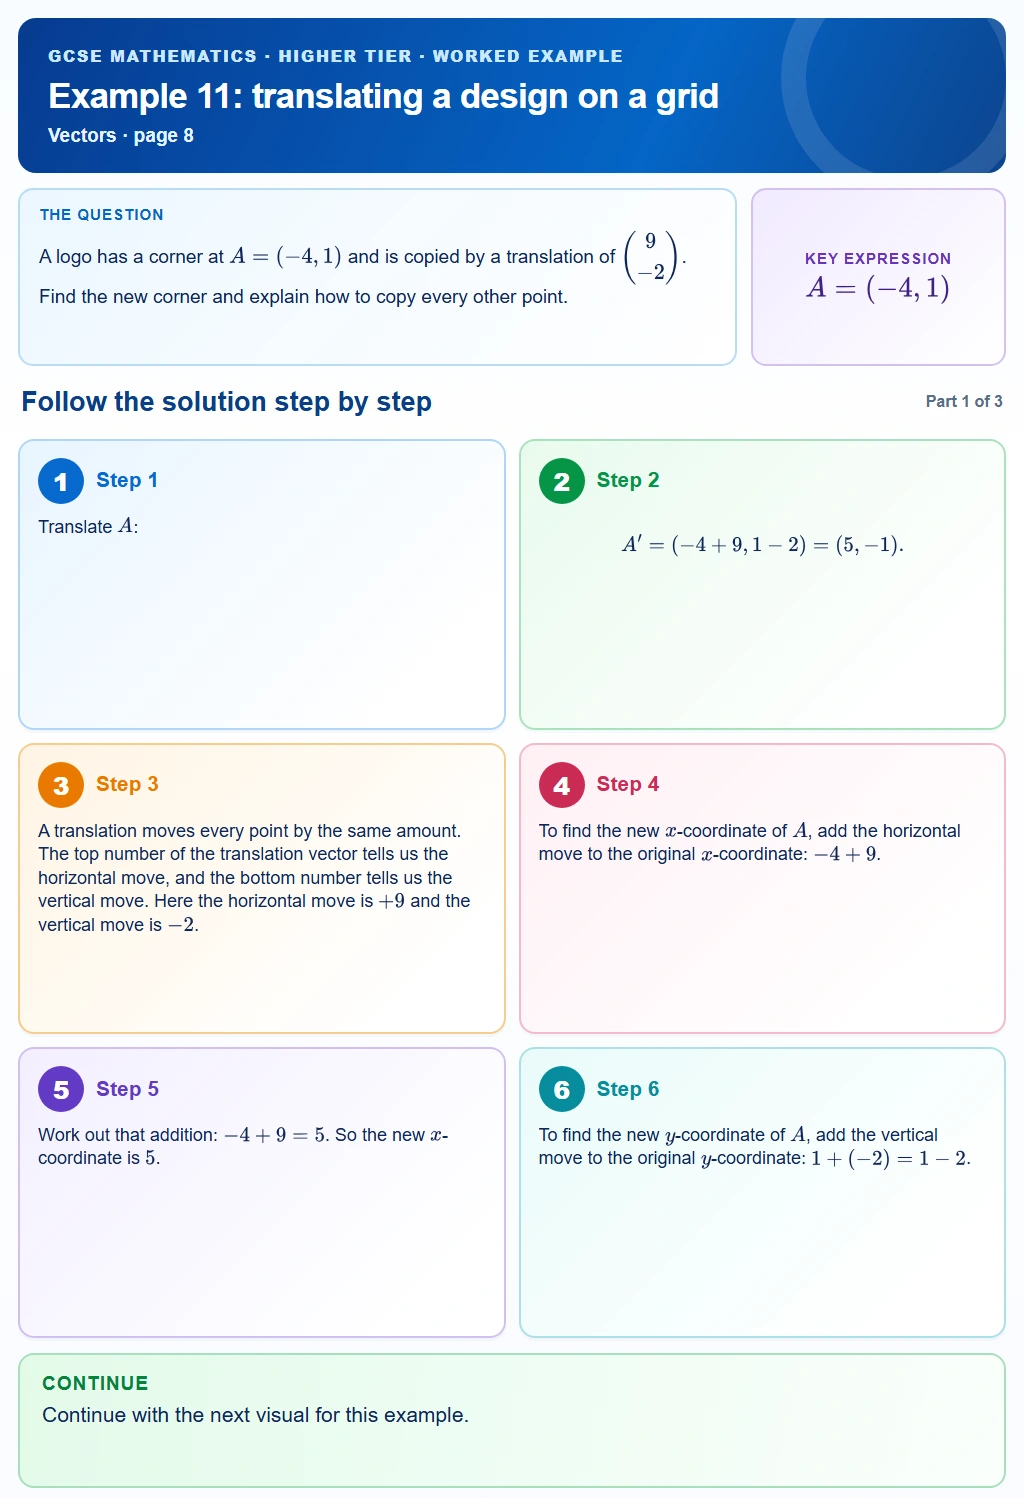 GCSE MATHEMATICS · HIGHER TIER · WORKED EXAMPLE
Example 11: translating a design on a grid
Vectors · page 8
THE QUESTION
A logo has a corner at A = (−4, 1) and is copied by a translation of (9 −2).
Find the new corner and explain how to copy every other point.
KEY EXPRESSION
A = (−4, 1)
Follow the solution step by step
Part 1 of 3
1 Step 1
Translate A:
2 Step 2
A′ = (−4 + 9, 1 − 2) = (5, −1).
3 Step 3
A translation moves every point by the same amount.
The top number of the translation vector tells us the
horizontal move, and the bottom number tells us the
vertical move. Here the horizontal move is +9 and the
vertical move is −2.
4 Step 4
To find the new x-coordinate of A, add the horizontal
move to the original x-coordinate: −4 + 9.
5 Step 5
Work out that addition: −4 + 9 = 5. So the new x-
coordinate is 5.
6 Step 6
To find the new y-coordinate of A, add the vertical
move to the original y-coordinate: 1 + (−2) = 1 − 2.
CONTINUE
Continue with the next visual for this example.